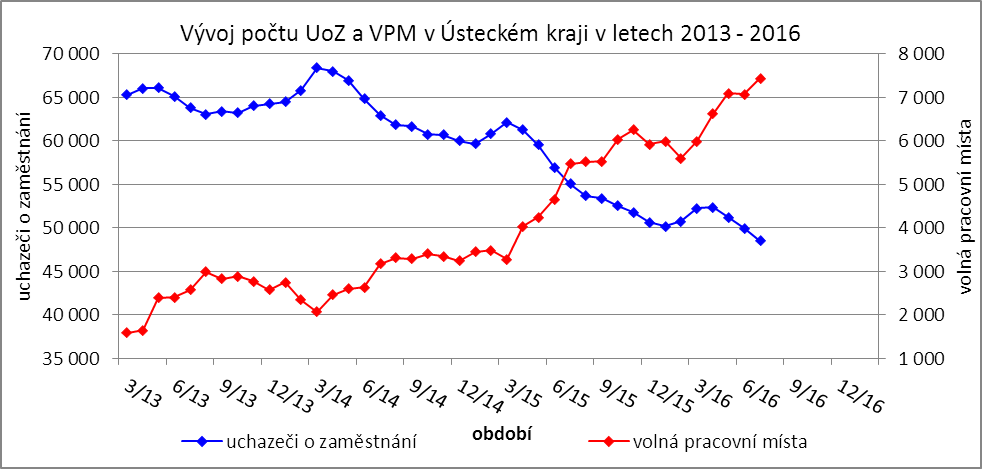 Vývoj počtu UoZ a VPM v Ústeckém kraji v letech 2013 - 2016
uchazeči o zaměstnání
70 000
65 000
60 000
55 000
50 000
45 000
40 000
35 000
8 000
7 000
6 000
5 000
4 000
3 000
2 000
1 000
volná pracovní místa
3/13 6/13 9/13 12/13 3/14 6/14 9/14 12/14 3/15 6/15 9/15 12/15 3/16 6/16 9/16 12/16
období
uchazeči o zaměstnání volná pracovní místa